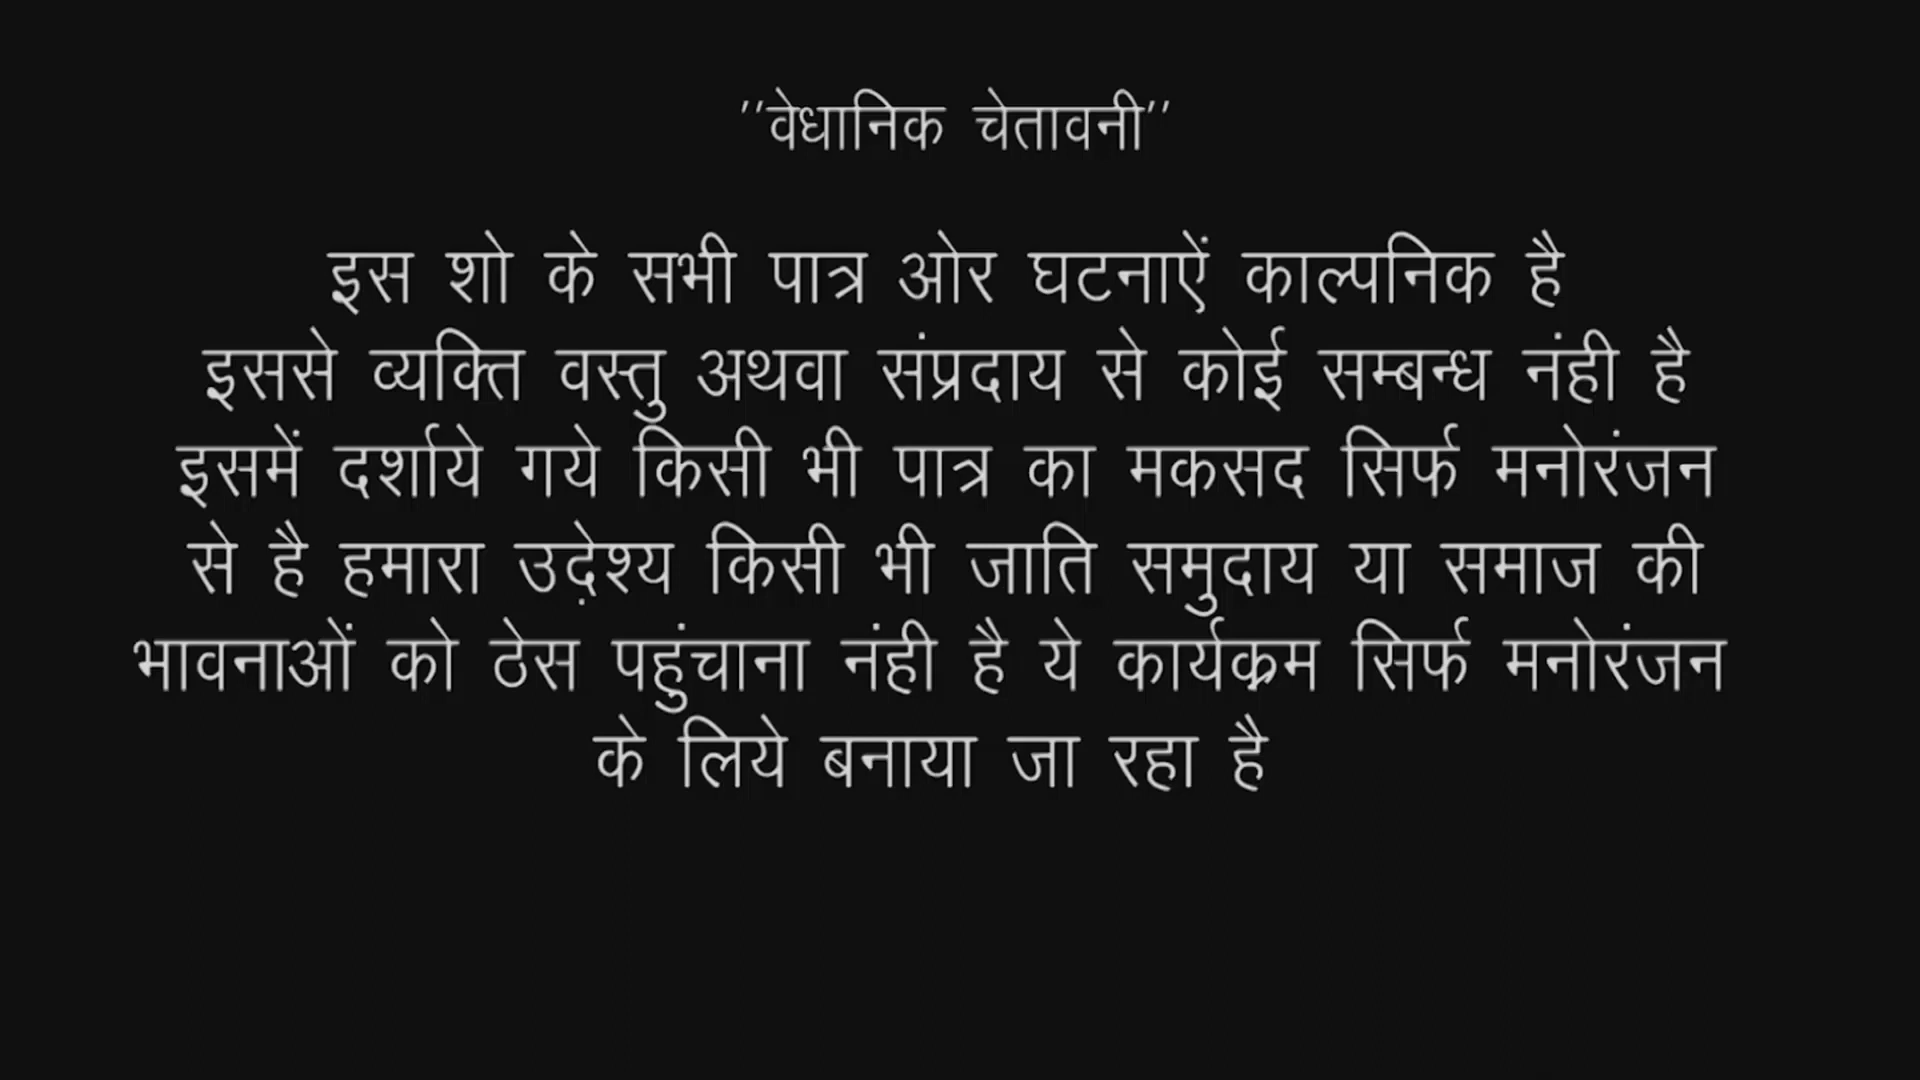 ''वेधानिक चेतावनी''
इस शो के सभी पात्र ओर घटनाऐं काल्पनिक है
इससे व्यक्ति वस्तु अथवा संप्रदाय से कोई सम्बन्ध नंही है
इसमें दर्शाये गये किसी भी पात्र का मकसद सिर्फ मनोरंजन
से है हमारा उद़ेश्य किसी भी जाति समुदाय या समाज की
भावनाओं को ठेस पहुंचाना नंही है ये कार्यक्रम सिर्फ मनोरंजन
के लिये बनाया जा रहा है